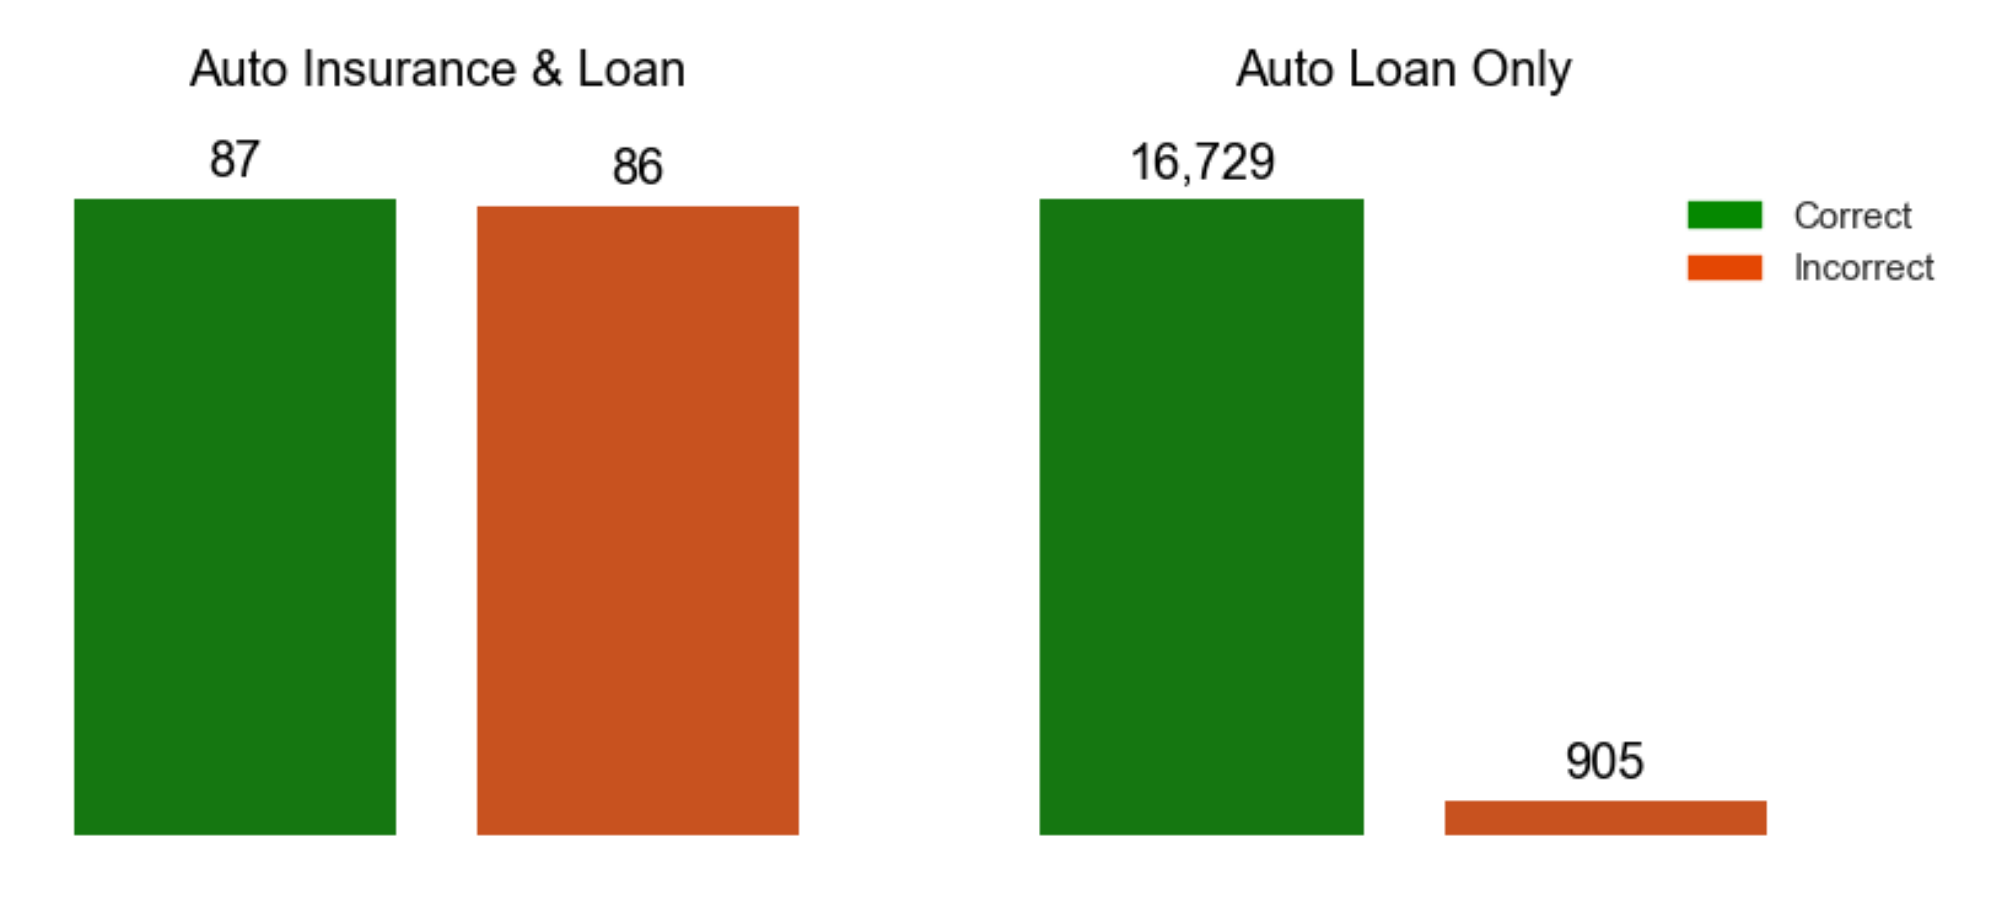 Auto Insurance & Loan
87
86
Auto Loan Only
16,729
905
Correct
Incorrect